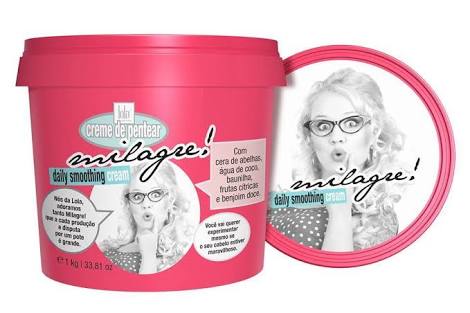 lola
creme de pentear
milagre!
daily smoothing cream
Com
cera de abelhas,
água de coco,
baunilha,
frutas cítricas
e benjoim doce.
Nós da Lola,
adoramos
tanto Milagre!
que a cada produção
a disputa
por um pote
é grande.
Você vai querer
experimentar
mesmo se
o seu cabelo estiver
maravilhoso.
e 1 kg / 33,81 oz
milagre!
daily smoothing cream